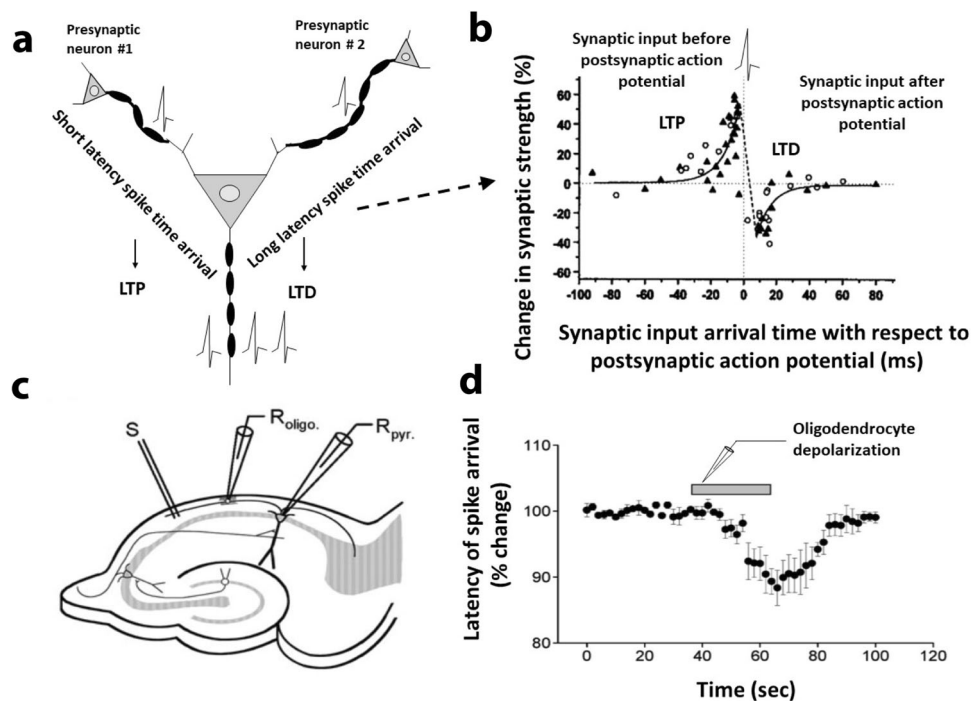 a
Presynaptic
neuron #1
Presynaptic
neuron # 2
Short latency spike time arrival
Long latency spike time arrival
LTP
LTD
b
Synaptic input before
postsynaptic action
potential
Synaptic input after
postsynaptic action
potential
LTP
LTD
Change in synaptic strength (%)
60
40
20
0
-20
-40
-60
-100 -80 -60 -40 -20 0 20 40 60 80
Synaptic input arrival time with respect to
postsynaptic action potential (ms)
c
S
Roligo.
Rpyr.
d
Oligodendrocyte
depolarization
Latency of spike arrival
(% change)
110
100
90
80
0 20 40 60 80 100 120
Time (sec)